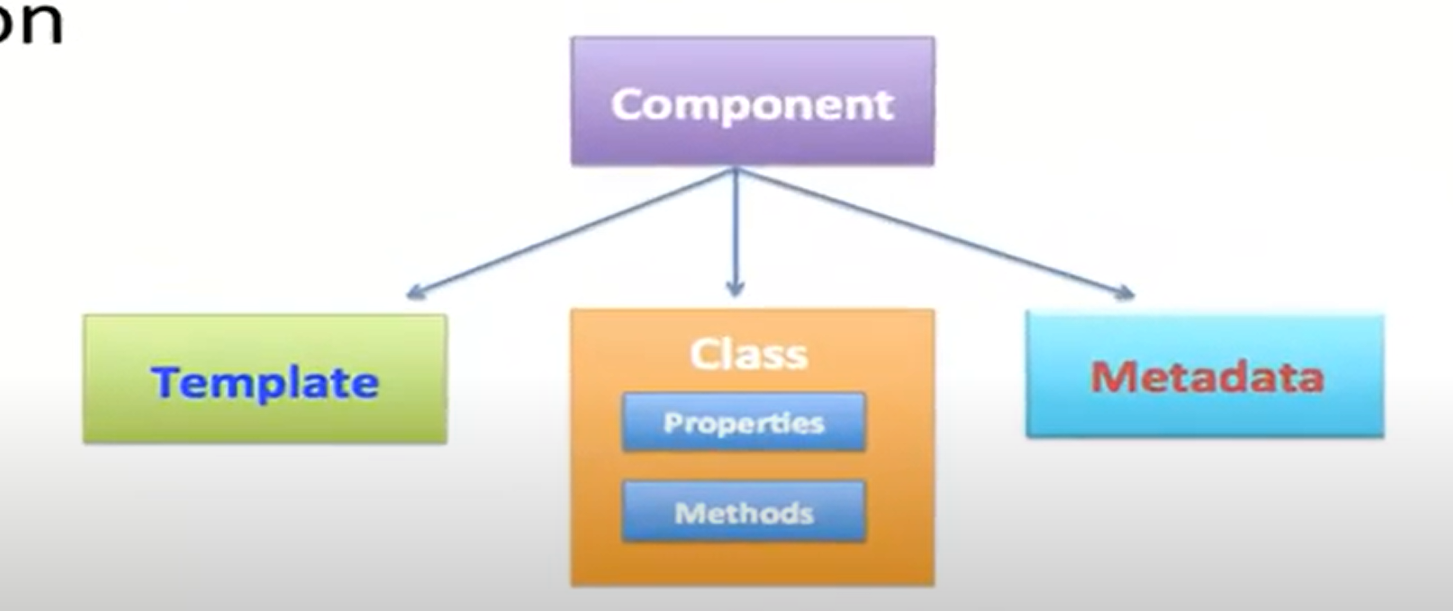 on
Component
Template
Class
Properties
Methods
Metadata